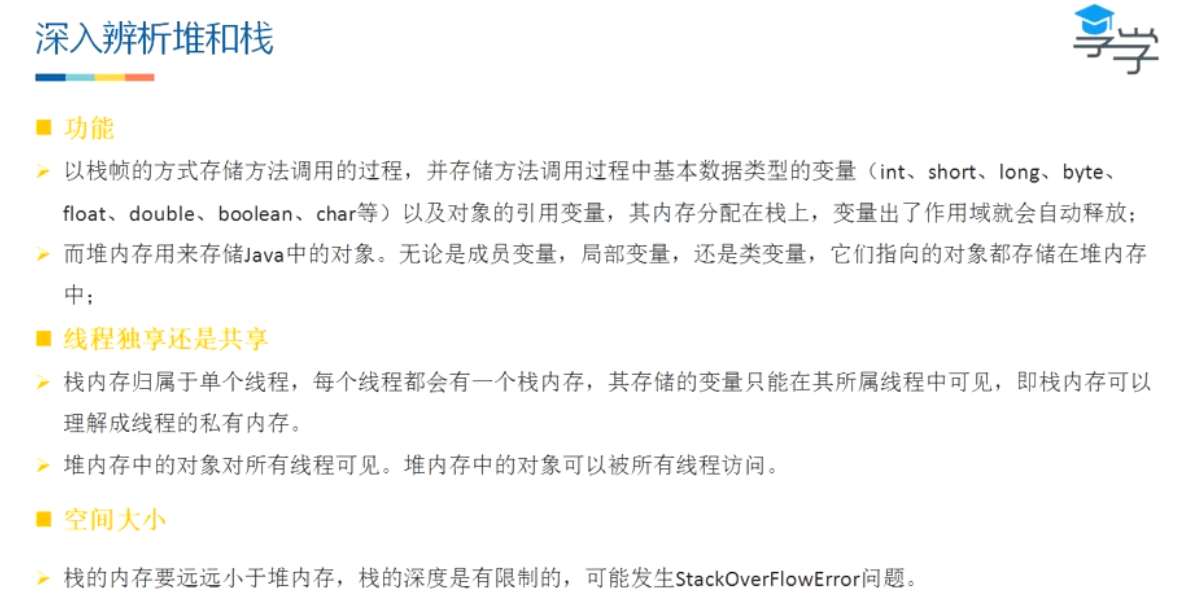 深入辨析堆和栈
享学
功能
以栈帧的方式存储方法调用的过程，并存储方法调用过程中基本数据类型的变量（int、short、long、byte、
float、double、boolean、char等）以及对象的引用变量，其内存分配在栈上，变量出了作用域就会自动释放；
而堆内存用来存储Java中的对象。无论是成员变量，局部变量，还是类变量，它们指向的对象都存储在堆内存
中；
线程独享还是共享
栈内存归属于单个线程，每个线程都会有一个栈内存，其存储的变量只能在其所属线程中可见，即栈内存可以
理解成线程的私有内存。
堆内存中的对象对所有线程可见。堆内存中的对象可以被所有线程访问。
空间大小
栈的内存要远远小于堆内存，栈的深度是有限制的，可能发生StackOverFlowError问题。